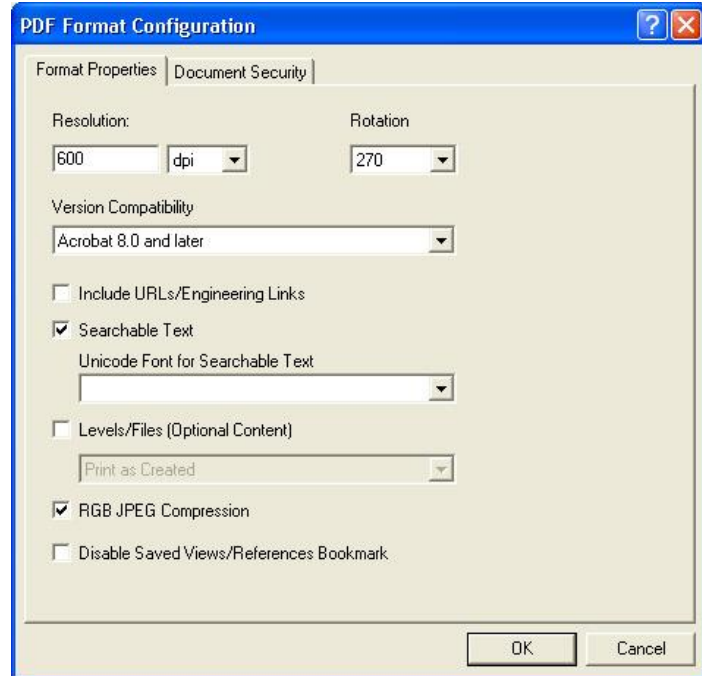 PDF Format Configuration
Format Properties Document Security
Resolution: Rotation
600 dpi 270
Version Compatibility
Acrobat 8.0 and later
Include URLs/Engineering Links
Searchable Text
Unicode Font for Searchable Text
Levels/Files (Optional Content)
Print as Created
RGB JPEG Compression
Disable Saved Views/References Bookmark
OK Cancel